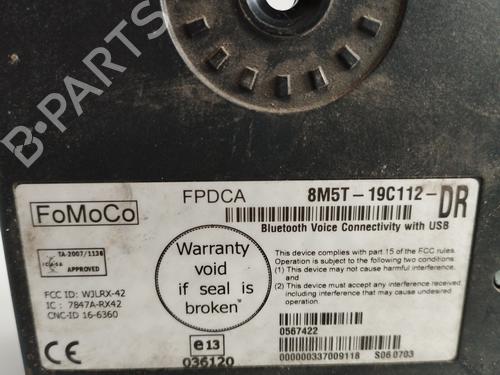 B-PARTS
FPDCA
8M5T-19C112-DR
FoMoCo
Bluetooth Voice Connectivity with USB
TA-2007/1138
APPROVED
Warranty
void
if seal is
broken"
This device complies with part 15 of the FCC rules.
Operation is subject to the following two conditions:
(1) This device may not cause harmful interference,
and
(2) This device must accept any interference
received, including interference that
may cause undesired
operation.
FCC ID: WJLRX-42
IC : 7847A-RX42
CNC-ID 16-6360
0567422
CE
e13
036120
000000337009118 S06.0703